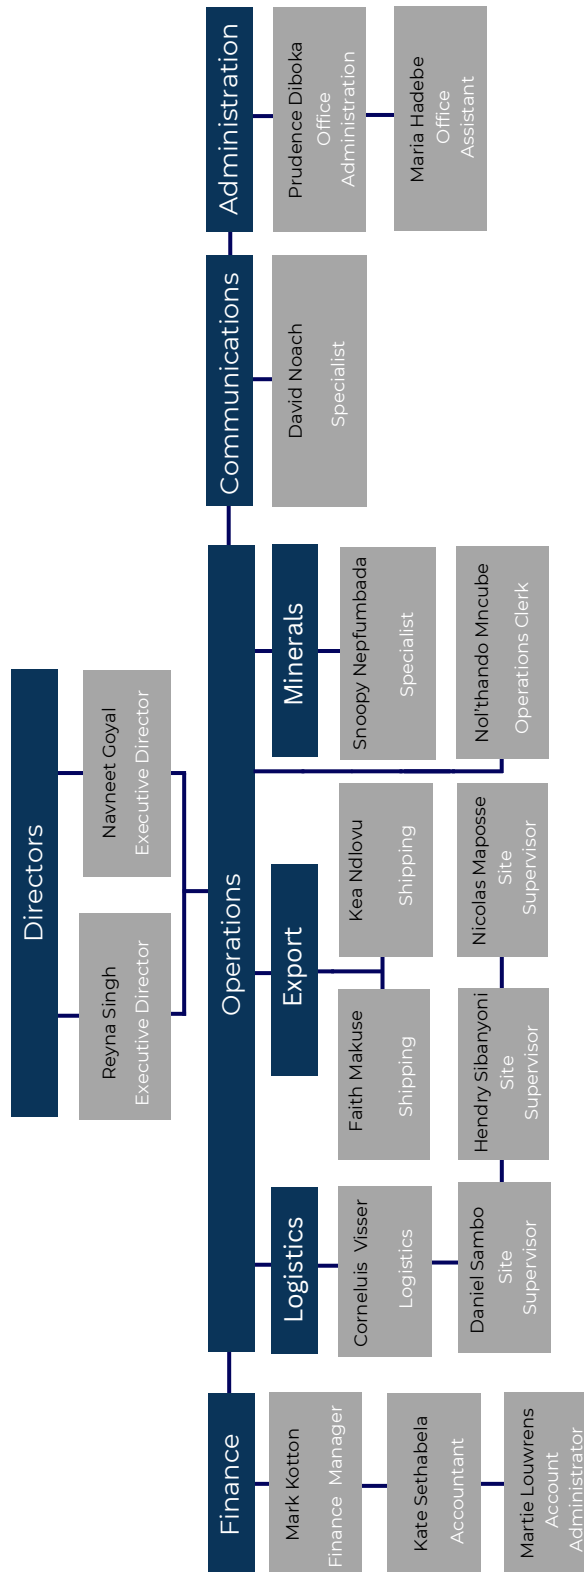 Directors
Reyna Singh
Executive Director
Navneet Goyal
Executive Director
Finance
Operations
Communications
Administration
Mark Kotton
Finance Manager
Kate Sethabela
Accountant
Martie Louwrens
Account
Administrator
Logistics
Corneluis Visser
Logistics
Daniel Sambo
Site
Supervisor
Hendry Sibanyoni
Site
Supervisor
Nicolas Maposse
Site
Supervisor
Export
Faith Makuse
Shipping
Kea Ndlovu
Shipping
Minerals
Snoopy Nepfumbada
Specialist
Nol'thando Mncube
Operations Clerk
David Noach
Specialist
Prudence Diboka
Office
Administration
Maria Hadebe
Office
Assistant